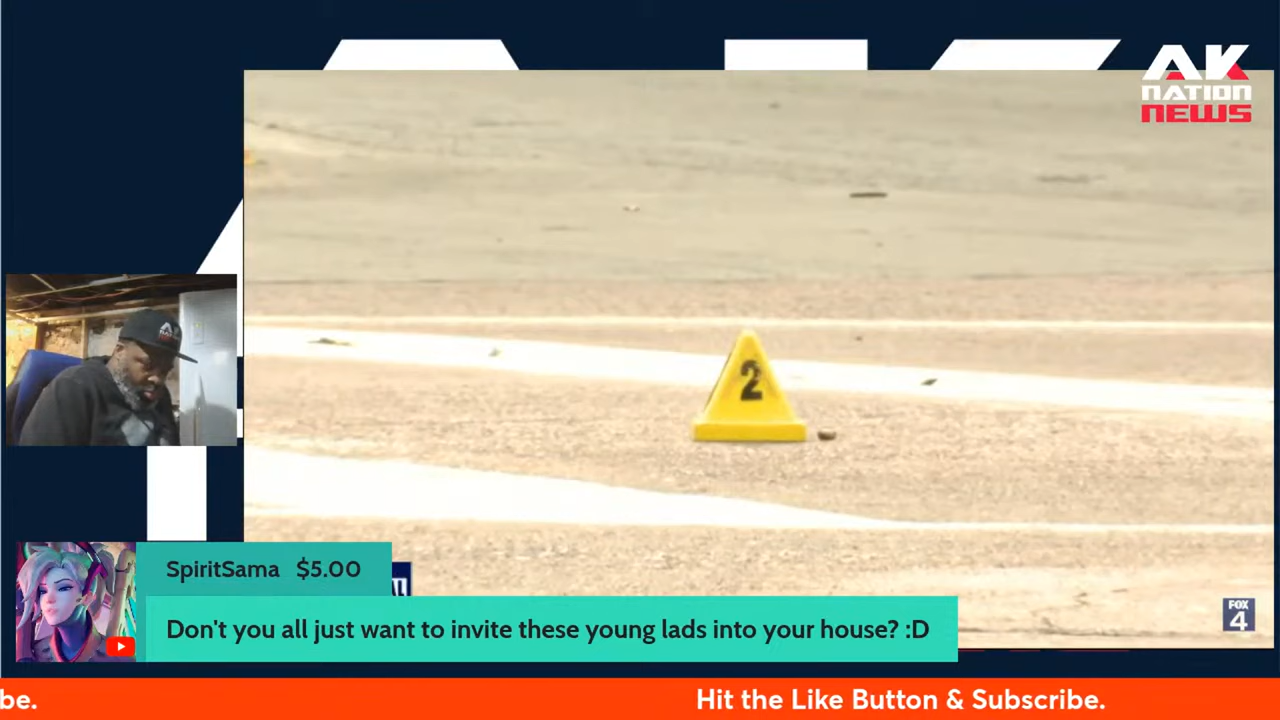 AK
NATION
NEWS
2
SpiritSama $5.00
Don't you all just want to invite these young lads into your house? :D
FOX
4
be.
Hit the Like Button & Subscribe.